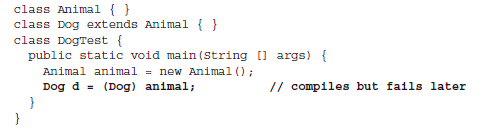 class Animal { }
class Dog extends Animal { }
class DogTest {
  public static void main(String [] args) {
    Animal animal = new Animal();
    Dog d = (Dog) animal;          // compiles but fails later
  }
}